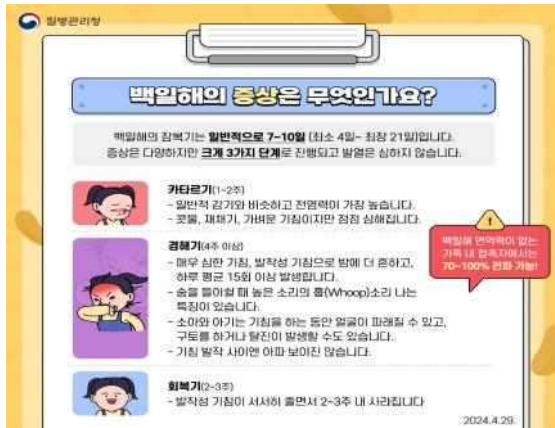 질병관리청
백일해의 증상은 무엇인가요?
백일해의 잠복기는 일반적으로 7~10일 (최소 4일~ 최장 21일)입니다.
증상은 다양하지만 크게 3가지 단계로 진행되고 발열은 심하지 않습니다.
카타르기(1~2주)
- 일반적 감기와 비슷하고 전염력이 가장 높습니다.
- 콧물, 재채기, 가벼운 기침이지만 점점 심해집니다.
경해기(4주 이상)
- 매우 심한 기침, 발작성 기침으로 밤에 더 흔하고,
하루 평균 15회 이상 발생합니다.
- 숨을 들이쉴 때 높은 소리의 훕(Whoop)소리 나는
특징이 있습니다.
- 소아와 아기는 기침을 하는 동안 얼굴이 파래질 수 있고,
구토를 하거나 탈진이 발생할 수도 있습니다.
- 기침 발작 사이엔 아파 보이진 않습니다.
백일해 면역력이 없는
가족 내 접촉자에서는
70~100% 전파 가능!
회복기(2~3주)
- 발작성 기침이 서서히 줄면서 2~3주 내 사라집니다
2024.4.29.